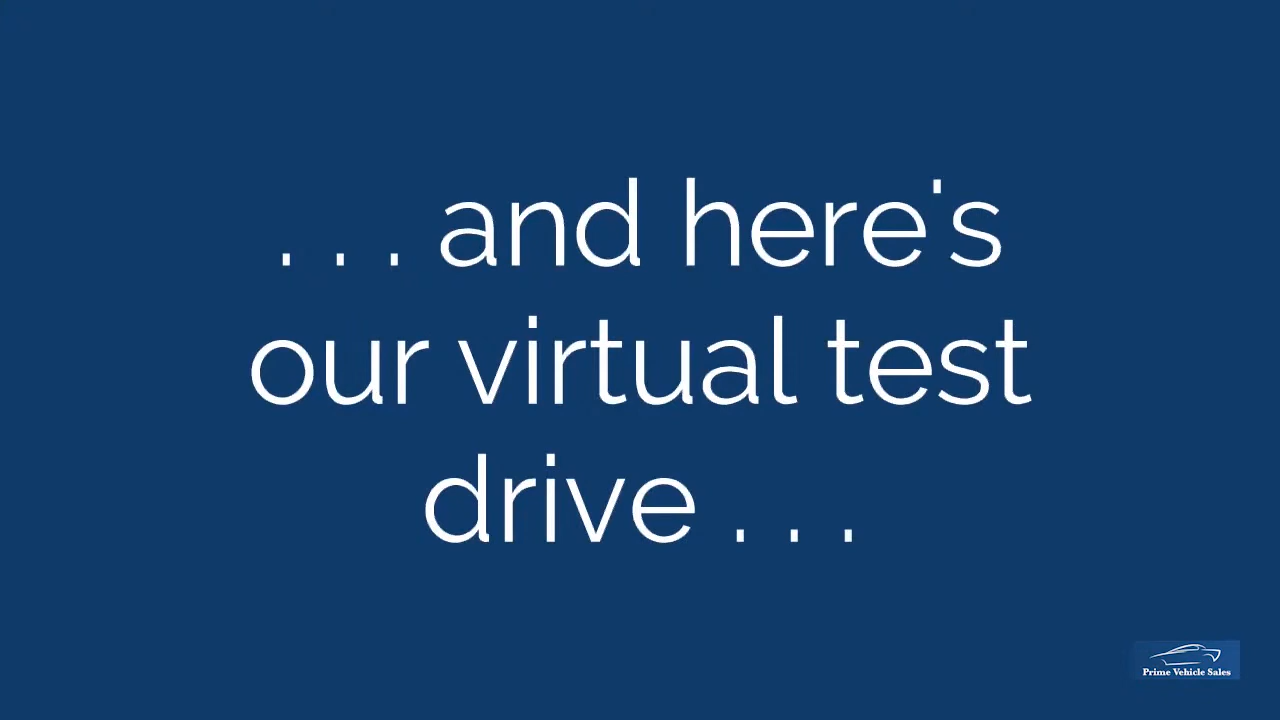 . . . and here's
our virtual test
drive . . .
Prime Vehicle Sales